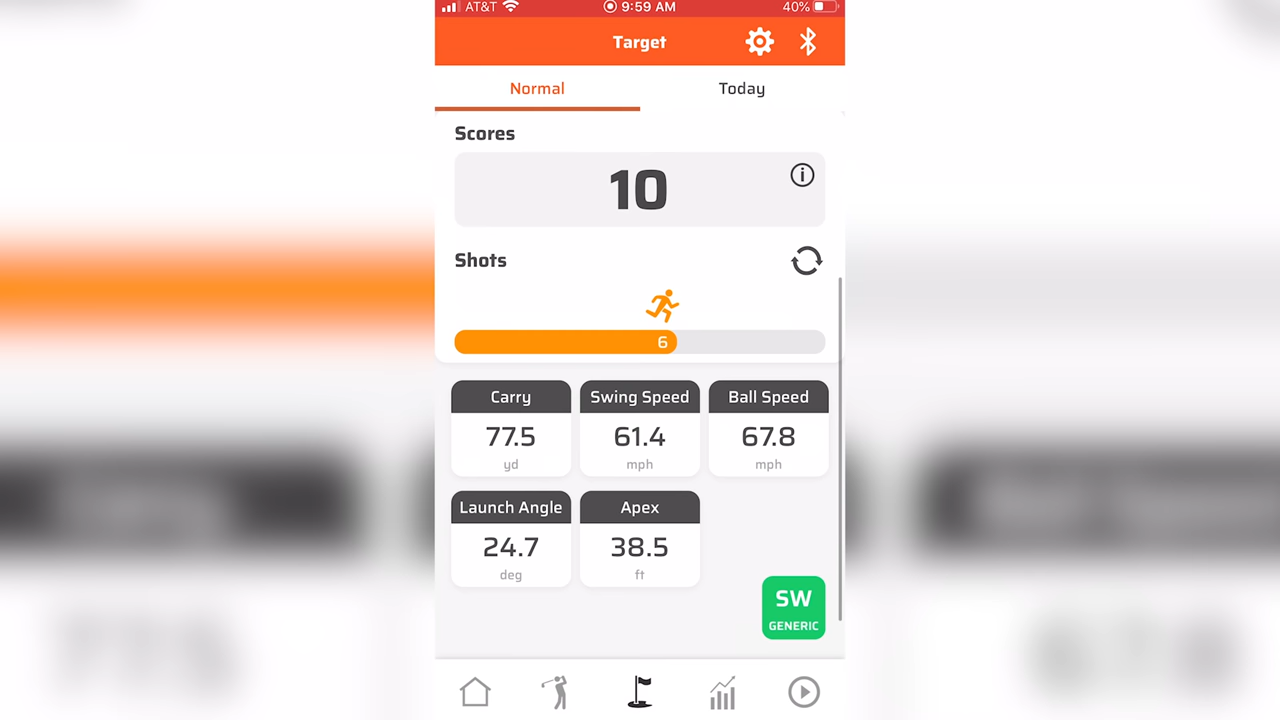 AT&T 9:59 AM 40%
Target
Normal Today
Scores
10
Shots
6
Carry Swing Speed Ball Speed
77.5 61.4 67.8
yd mph mph
Launch Angle Apex
24.7 38.5
deg ft
SW
GENERIC